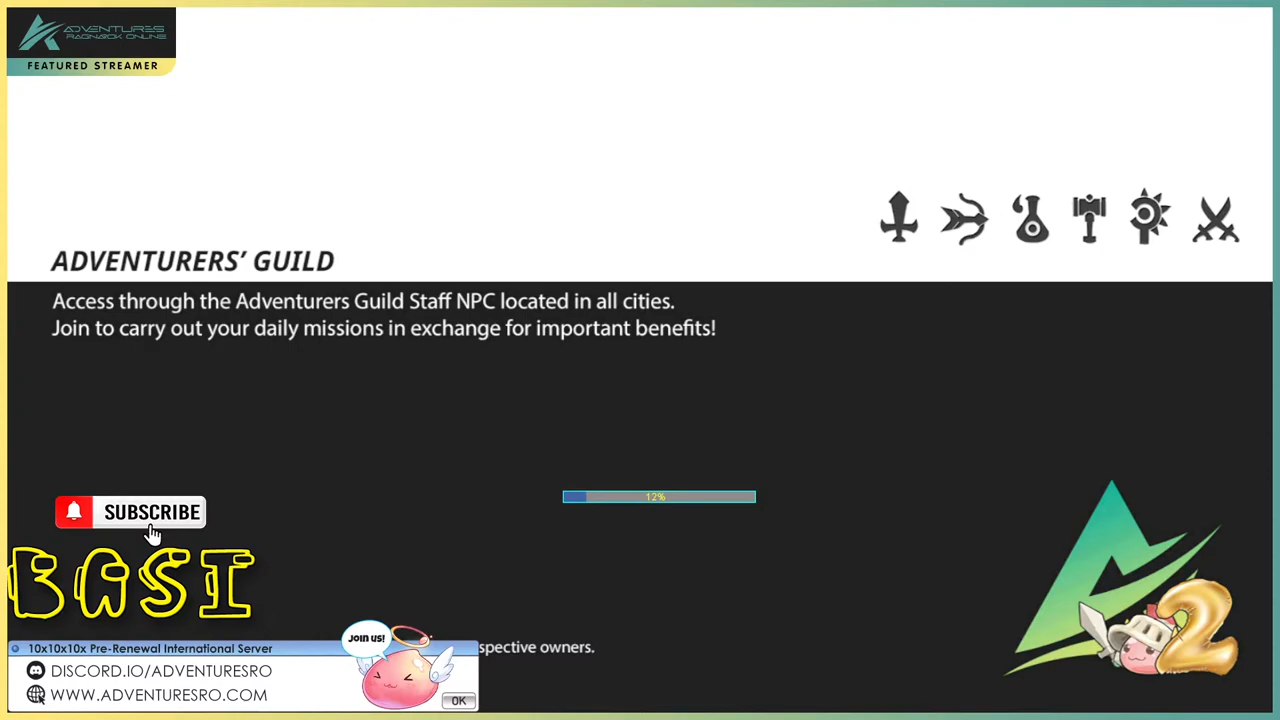 ADVENTURES
RAGNAROK ONLINE
FEATURED STREAMER
ADVENTURERS' GUILD
Access through the Adventurers Guild Staff NPC located in all cities.
Join to carry out your daily missions in exchange for important benefits!
12%
SUBSCRIBE
EASI
2
JOIN US!
10x10x10x Pre-Renewal International Server
spective owners.
DISCORD.IO/ADVENTURESRO
WWW.ADVENTURESRO.COM
OK